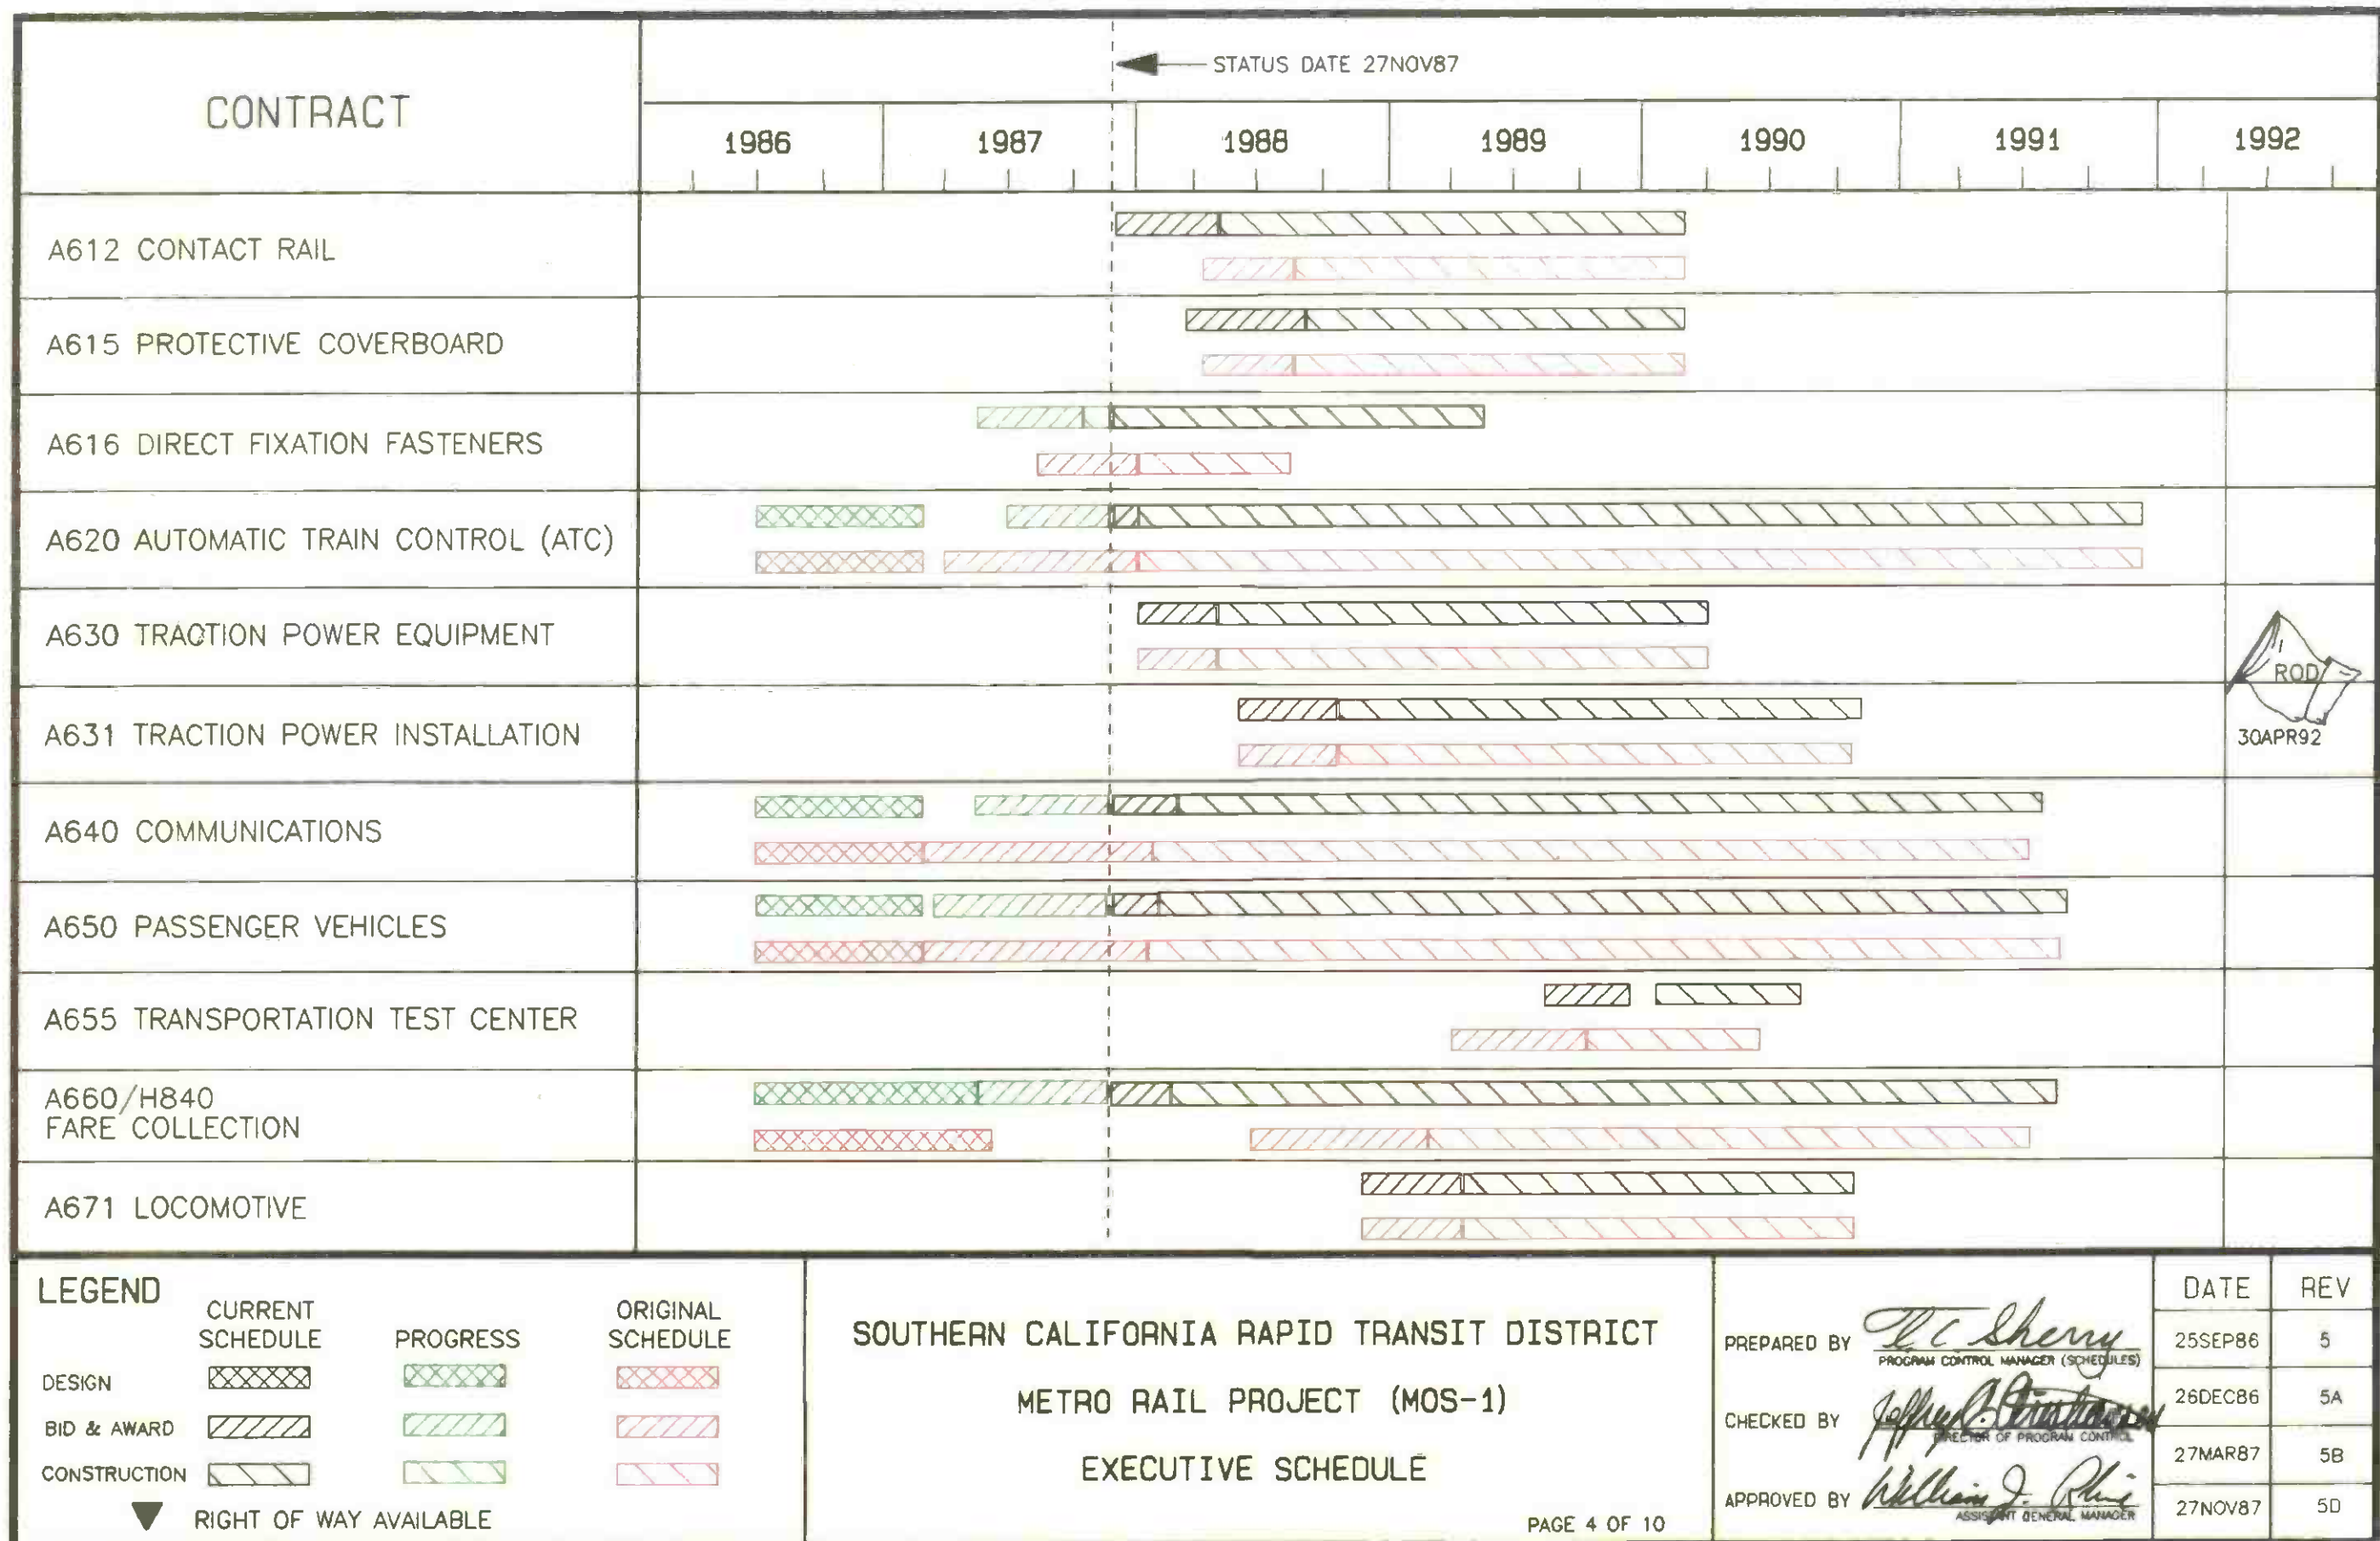 CONTRACT
STATUS DATE 27NOV87
1986 1987 1988 1989 1990 1991 1992
A612 CONTACT RAIL
A615 PROTECTIVE COVERBOARD
A616 DIRECT FIXATION FASTENERS
A620 AUTOMATIC TRAIN CONTROL (ATC)
A630 TRACTION POWER EQUIPMENT
ROD
A631 TRACTION POWER INSTALLATION
30APR92
A640 COMMUNICATIONS
A650 PASSENGER VEHICLES
A655 TRANSPORTATION TEST CENTER
A660/H840
FARE COLLECTION
A671 LOCOMOTIVE
LEGEND
CURRENT
SCHEDULE
PROGRESS
ORIGINAL
SCHEDULE
DESIGN
BID & AWARD
CONSTRUCTION
RIGHT OF WAY AVAILABLE
SOUTHERN CALIFORNIA RAPID TRANSIT DISTRICT
METRO RAIL PROJECT (MOS-1)
EXECUTIVE SCHEDULE
PAGE 4 OF 10
PREPARED BY Sherry
PROGRAM CONTROL MANAGER (SCHEDULES)
CHECKED BY Jeffrey
DIRECTOR OF PROGRAM CONTROL
APPROVED BY William J. Rhine
ASSISTANT GENERAL MANAGER
DATE REV
25SEP86 5
26DEC86 5A
27MAR87 5B
27NOV87 5D